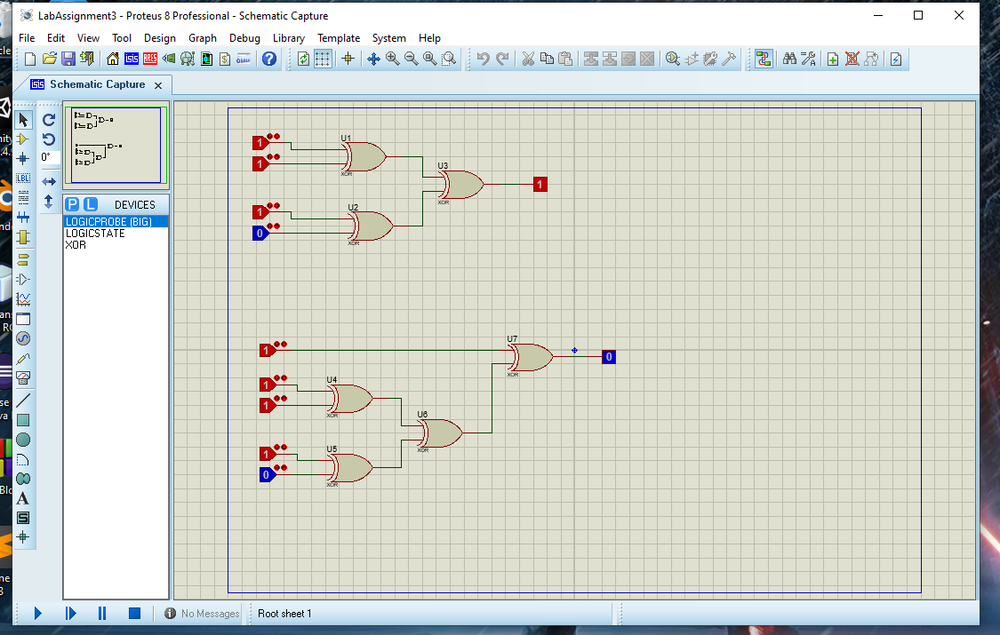 LabAssignment3 - Proteus 8 Professional - Schematic Capture
File Edit View Tool Design Graph Debug Library Template System Help
Schematic Capture
0°
LBL
P L DEVICES
LOGICPROBE (BIG)
LOGICSTATE
XOR
A
S
1
1
U1
XOR
U3
XOR
1
1
0
U2
XOR
1
U7
XOR
0
1
1
U4
XOR
U6
XOR
1
0
U5
XOR
No Messages
Root sheet 1